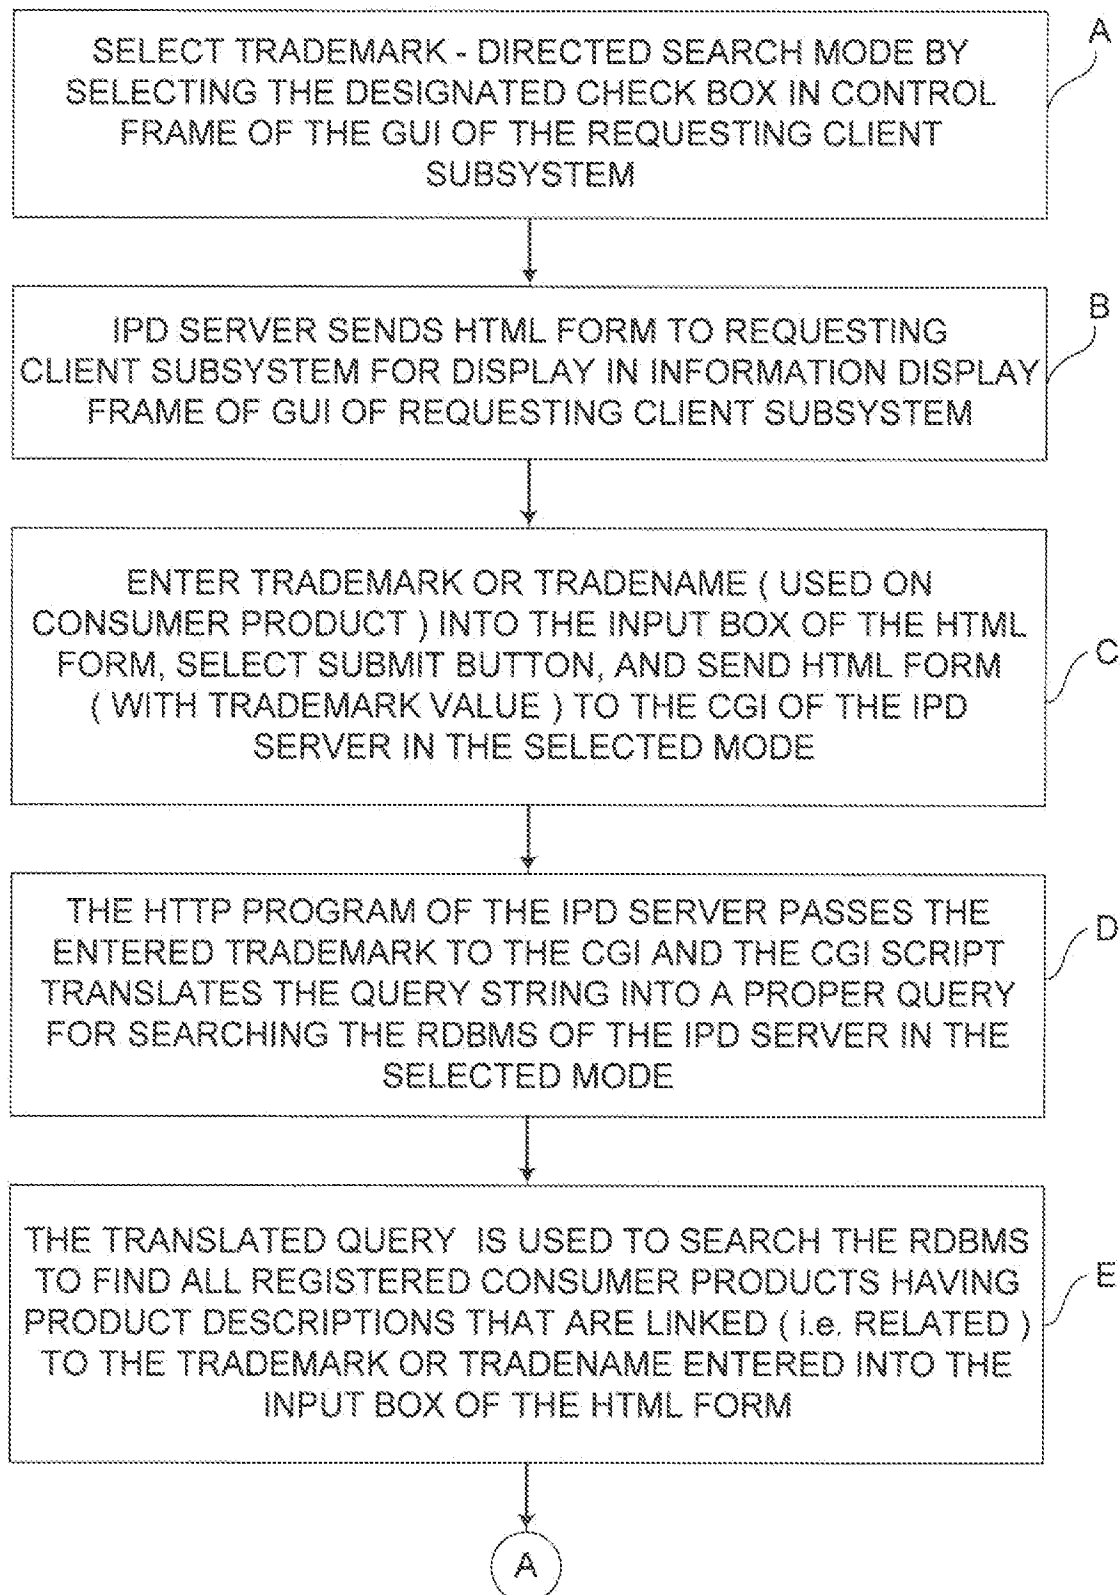 SELECT TRADEMARK - DIRECTED SEARCH MODE BY
SELECTING THE DESIGNATED CHECK BOX IN CONTROL
FRAME OF THE GUI OF THE REQUESTING CLIENT
SUBSYSTEM
A
IPD SERVER SENDS HTML FORM TO REQUESTING
CLIENT SUBSYSTEM FOR DISPLAY IN INFORMATION DISPLAY
FRAME OF GUI OF REQUESTING CLIENT SUBSYSTEM
B
ENTER TRADEMARK OR TRADENAME ( USED ON
CONSUMER PRODUCT ) INTO THE INPUT BOX OF THE HTML
FORM, SELECT SUBMIT BUTTON, AND SEND HTML FORM
( WITH TRADEMARK VALUE ) TO THE CGI OF THE IPD
SERVER IN THE SELECTED MODE
C
THE HTTP PROGRAM OF THE IPD SERVER PASSES THE
ENTERED TRADEMARK TO THE CGI AND THE CGI SCRIPT
TRANSLATES THE QUERY STRING INTO A PROPER QUERY
FOR SEARCHING THE RDBMS OF THE IPD SERVER IN THE
SELECTED MODE
D
THE TRANSLATED QUERY IS USED TO SEARCH THE RDBMS
TO FIND ALL REGISTERED CONSUMER PRODUCTS HAVING
PRODUCT DESCRIPTIONS THAT ARE LINKED ( i.e. RELATED )
TO THE TRADEMARK OR TRADENAME ENTERED INTO THE
INPUT BOX OF THE HTML FORM
E
A